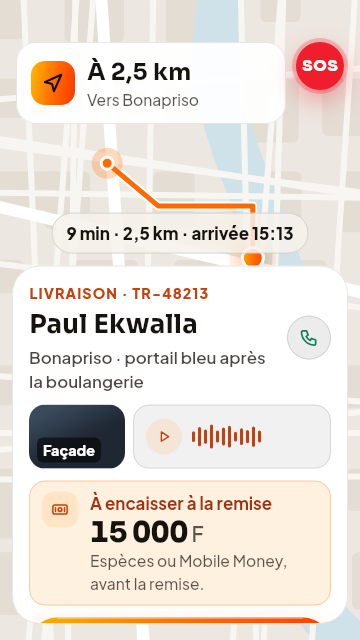 À 2,5 km
Vers Bonapriso
SOS
9 min · 2,5 km · arrivée 15:13
LIVRAISON · TR-48213
Paul Ekwalla
Bonapriso · portail bleu après
la boulangerie
Façade
À encaisser à la remise
15 000 F
Espèces ou Mobile Money,
avant la remise.